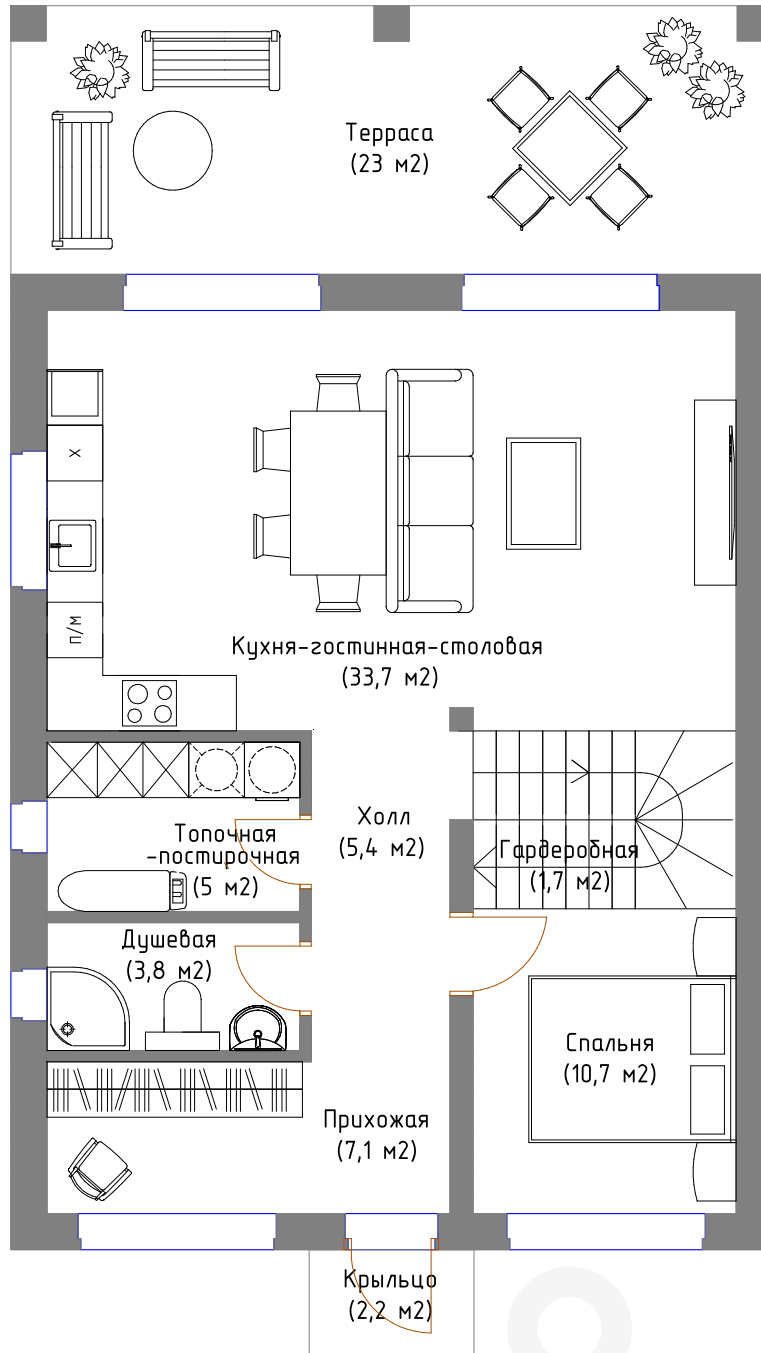 Терраса
(23 м2)
X
П/М
Кухня-гостинная-столовая
(33,7 м2)
Холл
(5,4 м2)
Топочная
-постирочная
(5 м2)
Гардеробная
(1,7 м2)
Душевая
(3,8 м2)
Спальня
(10,7 м2)
Прихожая
(7,1 м2)
Крыльцо
(2,2 м2)